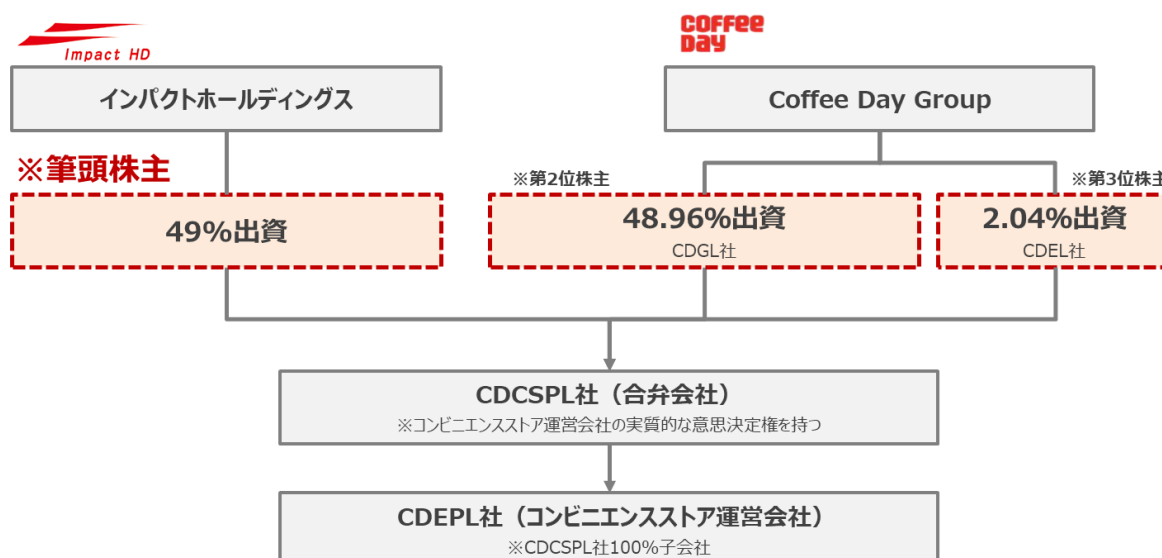 Impact HD
COFFEE
Day
インパクトホールディングス
Coffee Day Group
※筆頭株主
※第2位株主
※第3位株主
49%出資
48.96%出資
CDGL社
2.04%出資
CDEL社
CDCSPL社（合弁会社）
※コンビニエンスストア運営会社の実質的な意思決定権を持つ
CDEPL社（コンビニエンスストア運営会社）
※CDCSPL社100%子会社